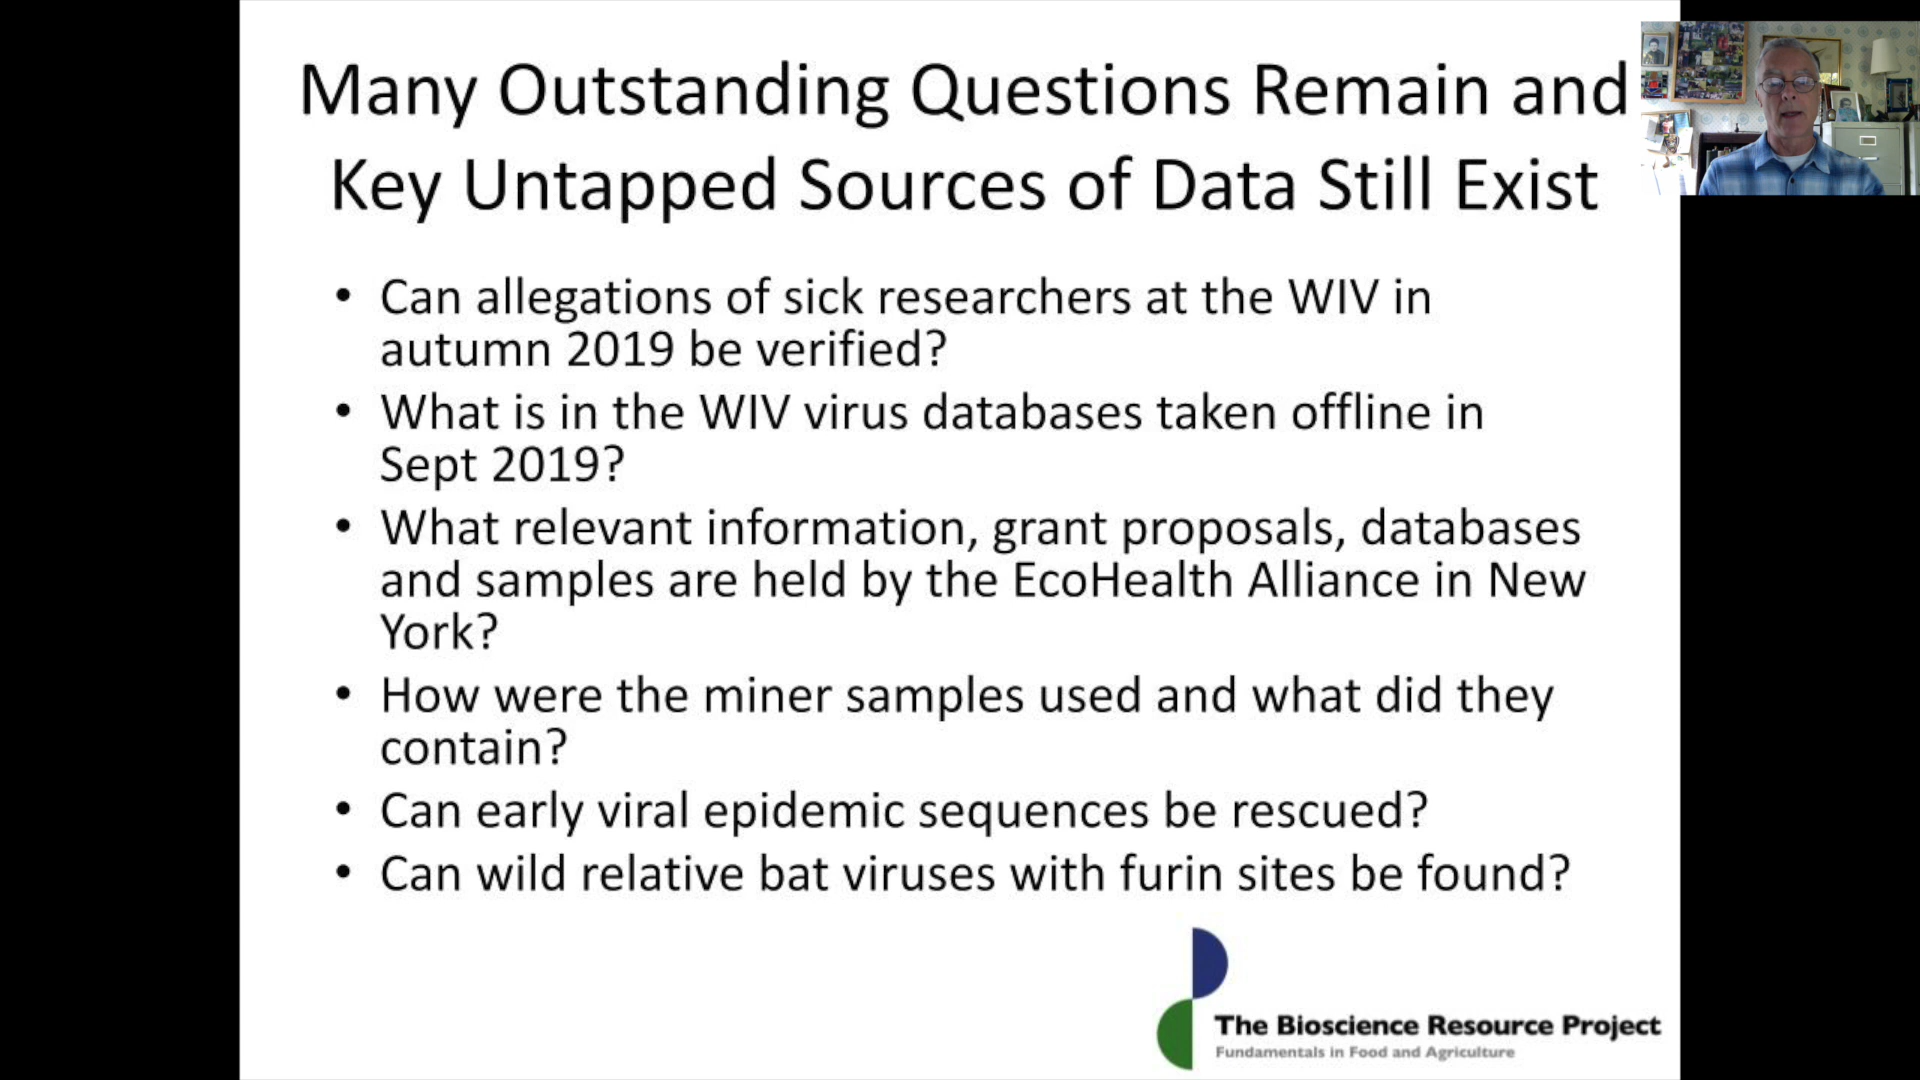 Many Outstanding Questions Remain and
Key Untapped Sources of Data Still Exist
• Can allegations of sick researchers at the WIV in
autumn 2019 be verified?
• What is in the WIV virus databases taken offline in
Sept 2019?
• What relevant information, grant proposals, databases
and samples are held by the EcoHealth Alliance in New
York?
• How were the miner samples used and what did they
contain?
• Can early viral epidemic sequences be rescued?
• Can wild relative bat viruses with furin sites be found?
The Bioscience Resource Project
Fundamentals in Food and Agriculture